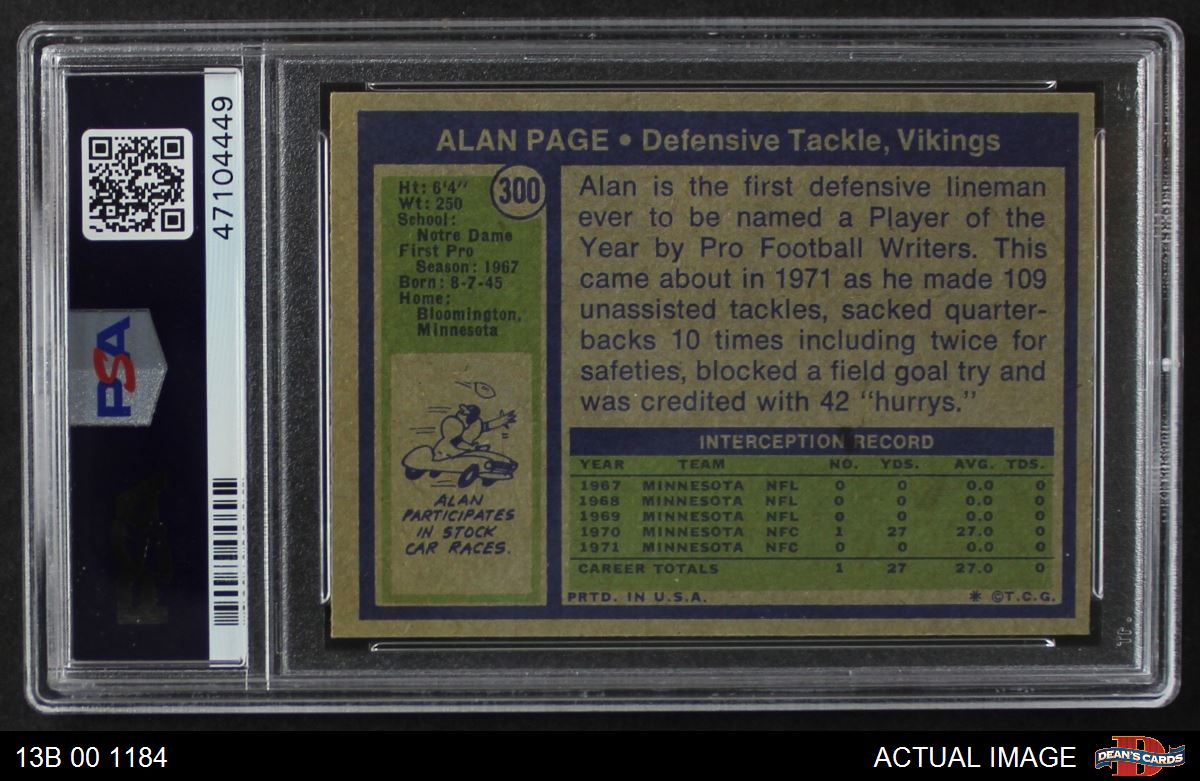 47104449
PSA
ALAN PAGE • Defensive Tackle, Vikings
300
Ht: 6'4"
Wt: 250
School:
Notre Dame
First Pro
Season: 1967
Born: 8-7-45
Home:
Bloomington,
Minnesota
ALAN
PARTICIPATES
IN STOCK
CAR RACES.
Alan is the first defensive lineman
ever to be named a Player of the
Year by Pro Football Writers. This
came about in 1971 as he made 109
unassisted tackles, sacked quarter-
backs 10 times including twice for
safeties, blocked a field goal try and
was credited with 42 "hurrys."
INTERCEPTION RECORD
YEAR TEAM NO. YDS. AVG. TDS.
1967 MINNESOTA NFL 0 0 0.0 0
1968 MINNESOTA NFL 0 0 0.0 0
1969 MINNESOTA NFL 0 0 0.0 0
1970 MINNESOTA NFC 1 27 27.0 0
1971 MINNESOTA NFC 0 0 0.0 0
CAREER TOTALS 1 27 27.0 0
PRTD. IN U.S.A. * ©T.C.G.
13B 00 1184
ACTUAL IMAGE
D
DEAN'S CARDS